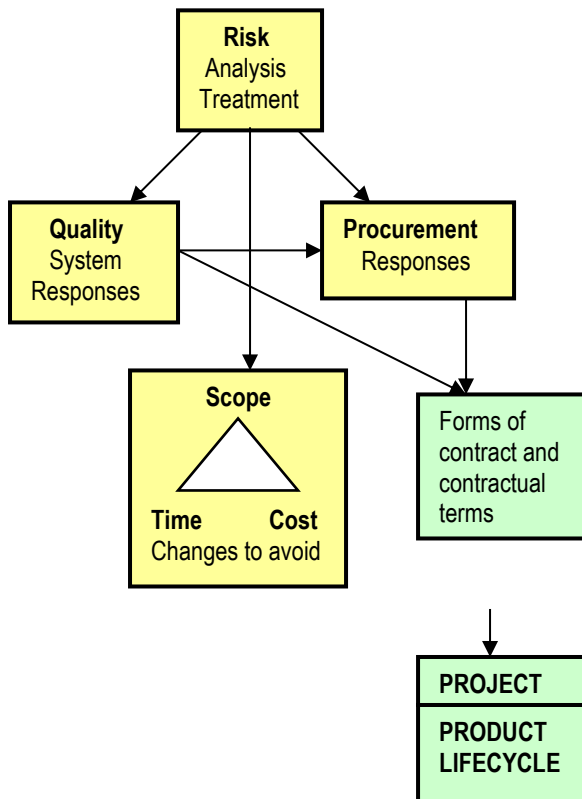 Risk
Analysis
Treatment
Quality
System
Responses
Procurement
Responses
Scope
Time Cost
Changes to avoid
Forms of
contract and
contractual
terms
PROJECT
PRODUCT
LIFECYCLE